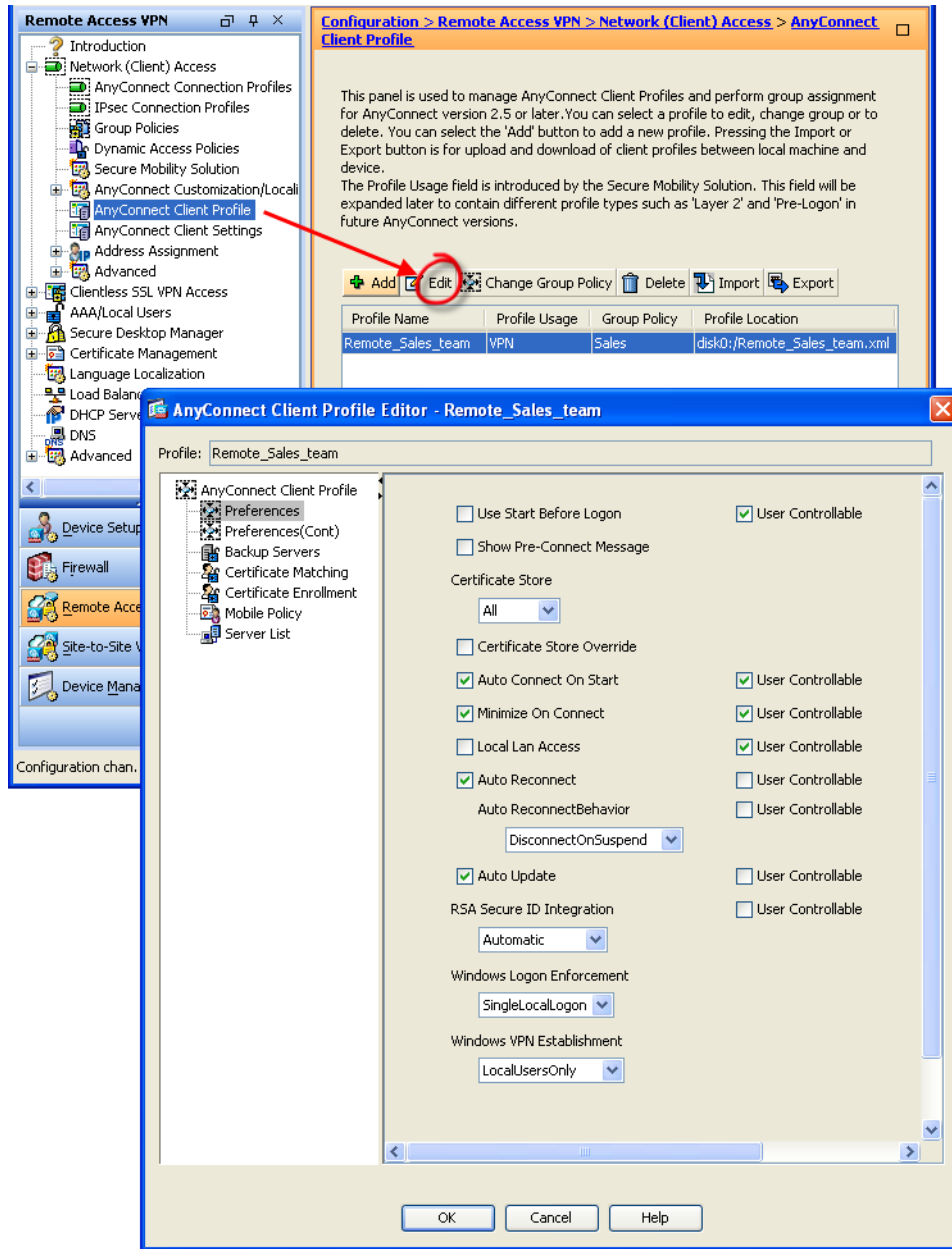 Remote Access VPN
Introduction
Network (Client) Access
AnyConnect Connection Profiles
IPsec Connection Profiles
Group Policies
Dynamic Access Policies
Secure Mobility Solution
AnyConnect Customization/Locali
AnyConnect Client Profile
AnyConnect Client Settings
Address Assignment
Advanced
Clientless SSL VPN Access
AAA/Local Users
Secure Desktop Manager
Certificate Management
Language Localization
Load Balanc
DHCP Serve
DNS
Advanced
Device Setup
Firewall
Remote Acce
Site-to-Site V
Device Mana
Configuration chan.
Configuration > Remote Access VPN > Network (Client) Access > AnyConnect
Client Profile
This panel is used to manage AnyConnect Client Profiles and perform group assignment
for AnyConnect version 2.5 or later.You can select a profile to edit, change group or to
delete. You can select the 'Add' button to add a new profile. Pressing the Import or
Export button is for upload and download of client profiles between local machine and
device.
The Profile Usage field is introduced by the Secure Mobility Solution. This field will be
expanded later to contain different profile types such as 'Layer 2' and 'Pre-Logon' in
future AnyConnect versions.
Add Edit Change Group Policy Delete Import Export
Profile Name Profile Usage Group Policy Profile Location
Remote_Sales_team VPN Sales disk0:/Remote_Sales_team.xml
AnyConnect Client Profile Editor - Remote_Sales_team
Profile: Remote_Sales_team
AnyConnect Client Profile
Preferences
Preferences(Cont)
Backup Servers
Certificate Matching
Certificate Enrollment
Mobile Policy
Server List
Use Start Before Logon User Controllable
Show Pre-Connect Message
Certificate Store
All
Certificate Store Override
Auto Connect On Start User Controllable
Minimize On Connect User Controllable
Local Lan Access User Controllable
Auto Reconnect User Controllable
Auto ReconnectBehavior User Controllable
DisconnectOnSuspend
Auto Update User Controllable
RSA Secure ID Integration User Controllable
Automatic
Windows Logon Enforcement
SingleLocalLogon
Windows VPN Establishment
LocalUsersOnly
OK Cancel Help